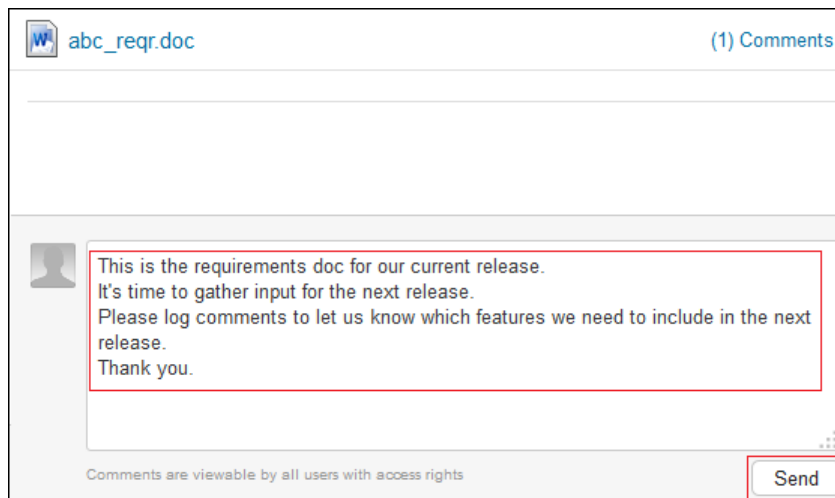 W abc_reqr.doc (1) Comments
This is the requirements doc for our current release.
It's time to gather input for the next release.
Please log comments to let us know which features we need to include in the next
release.
Thank you.
Comments are viewable by all users with access rights
Send